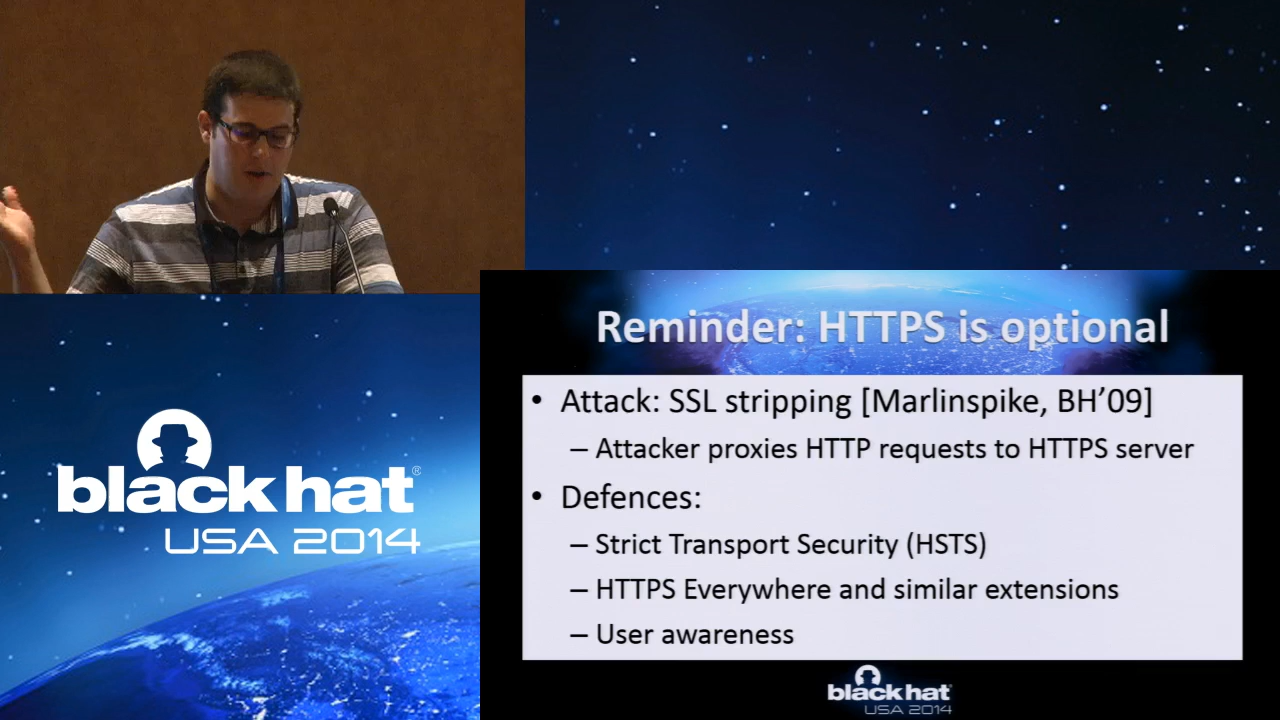 Reminder: HTTPS is optional
• Attack: SSL stripping [Marlinspike, BH’09]
– Attacker proxies HTTP requests to HTTPS server
• Defences:
– Strict Transport Security (HSTS)
– HTTPS Everywhere and similar extensions
– User awareness
black hat®
USA 2014
black hat
USA 2014